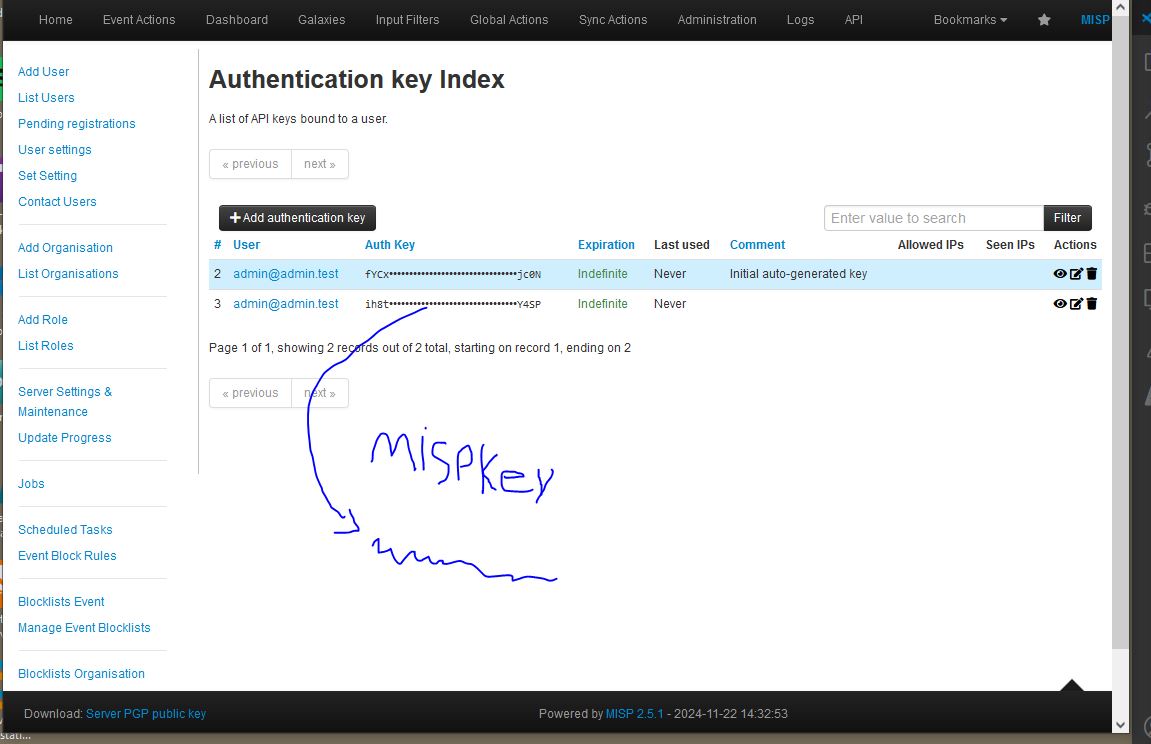 Home Event Actions Dashboard Galaxies Input Filters Global Actions Sync Actions Administration Logs API Bookmarks MISP
Add User
List Users
Pending registrations
User settings
Set Setting
Contact Users
Add Organisation
List Organisations
Add Role
List Roles
Server Settings &
Maintenance
Update Progress
Jobs
Scheduled Tasks
Event Block Rules
Blocklists Event
Manage Event Blocklists
Blocklists Organisation
Authentication key Index
A list of API keys bound to a user.
« previous next »
Add authentication key Enter value to search Filter
# User Auth Key Expiration Last used Comment Allowed IPs Seen IPs Actions
2 admin@admin.test fYCx••••••••••••••••••••••••••••••••jc0N Indefinite Never Initial auto-generated key
3 admin@admin.test ih8t••••••••••••••••••••••••••••••••Y4SP Indefinite Never
Page 1 of 1, showing 2 records out of 2 total, starting on record 1, ending on 2
« previous next »
MISPKey
Download: Server PGP public key Powered by MISP 2.5.1 - 2024-11-22 14:32:53